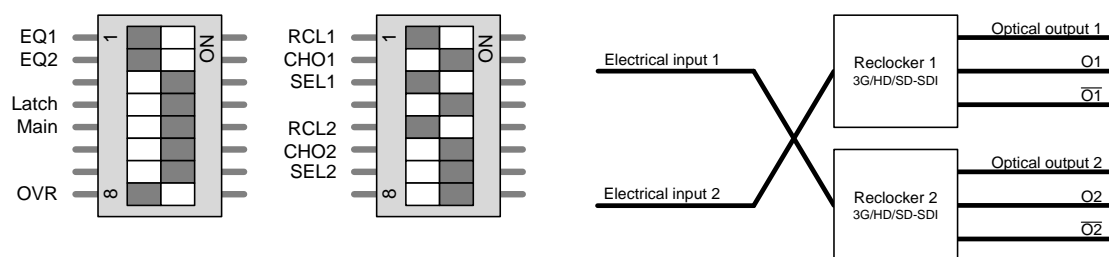 EQ1
EQ2
Latch
Main
OVR
1
8
ON
RCL1
CHO1
SEL1
RCL2
CHO2
SEL2
1
8
ON
Electrical input 1
Electrical input 2
Reclocker 1
3G/HD/SD-SDI
Optical output 1
O1
O̅1̅
Reclocker 2
3G/HD/SD-SDI
Optical output 2
O2
O̅2̅